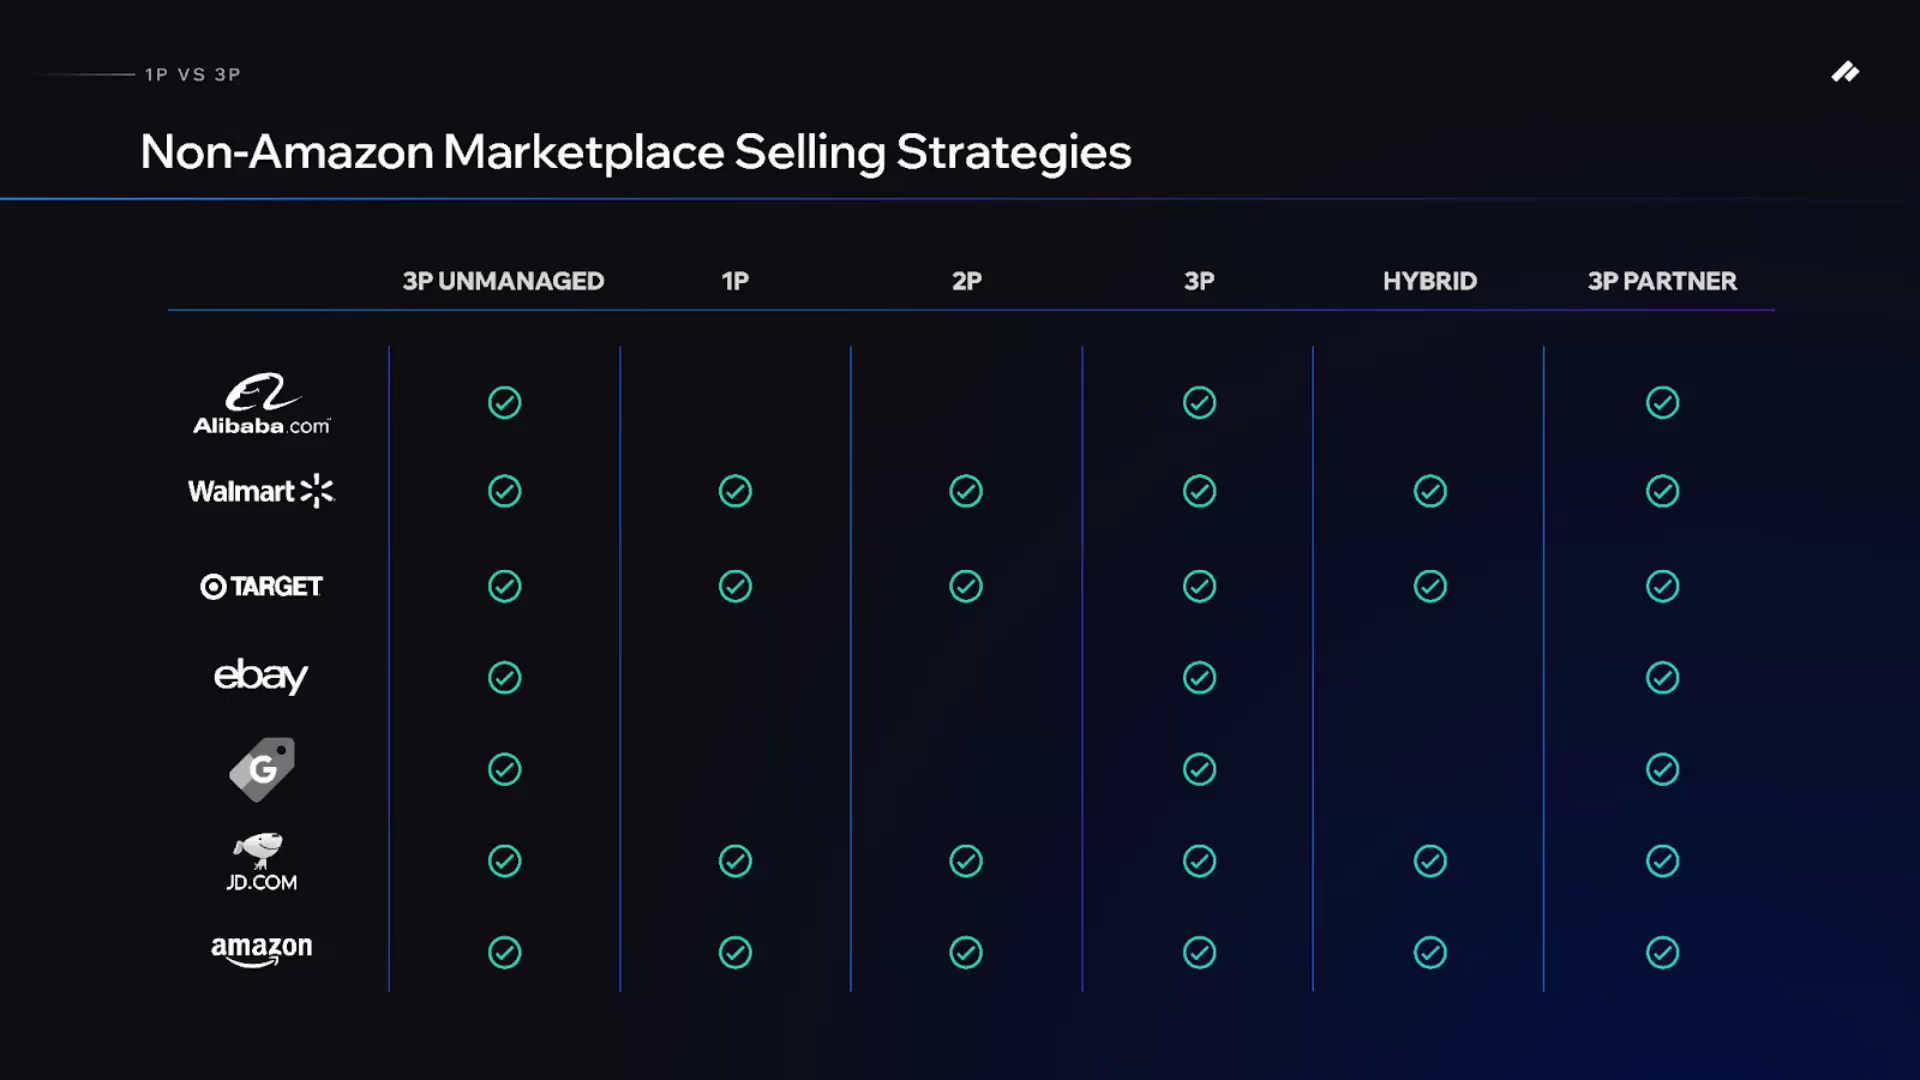 1P VS 3P
Non-Amazon Marketplace Selling Strategies
3P UNMANAGED 1P 2P 3P HYBRID 3P PARTNER
Alibaba.com
Walmart
TARGET
ebay
G
JD.COM
amazon